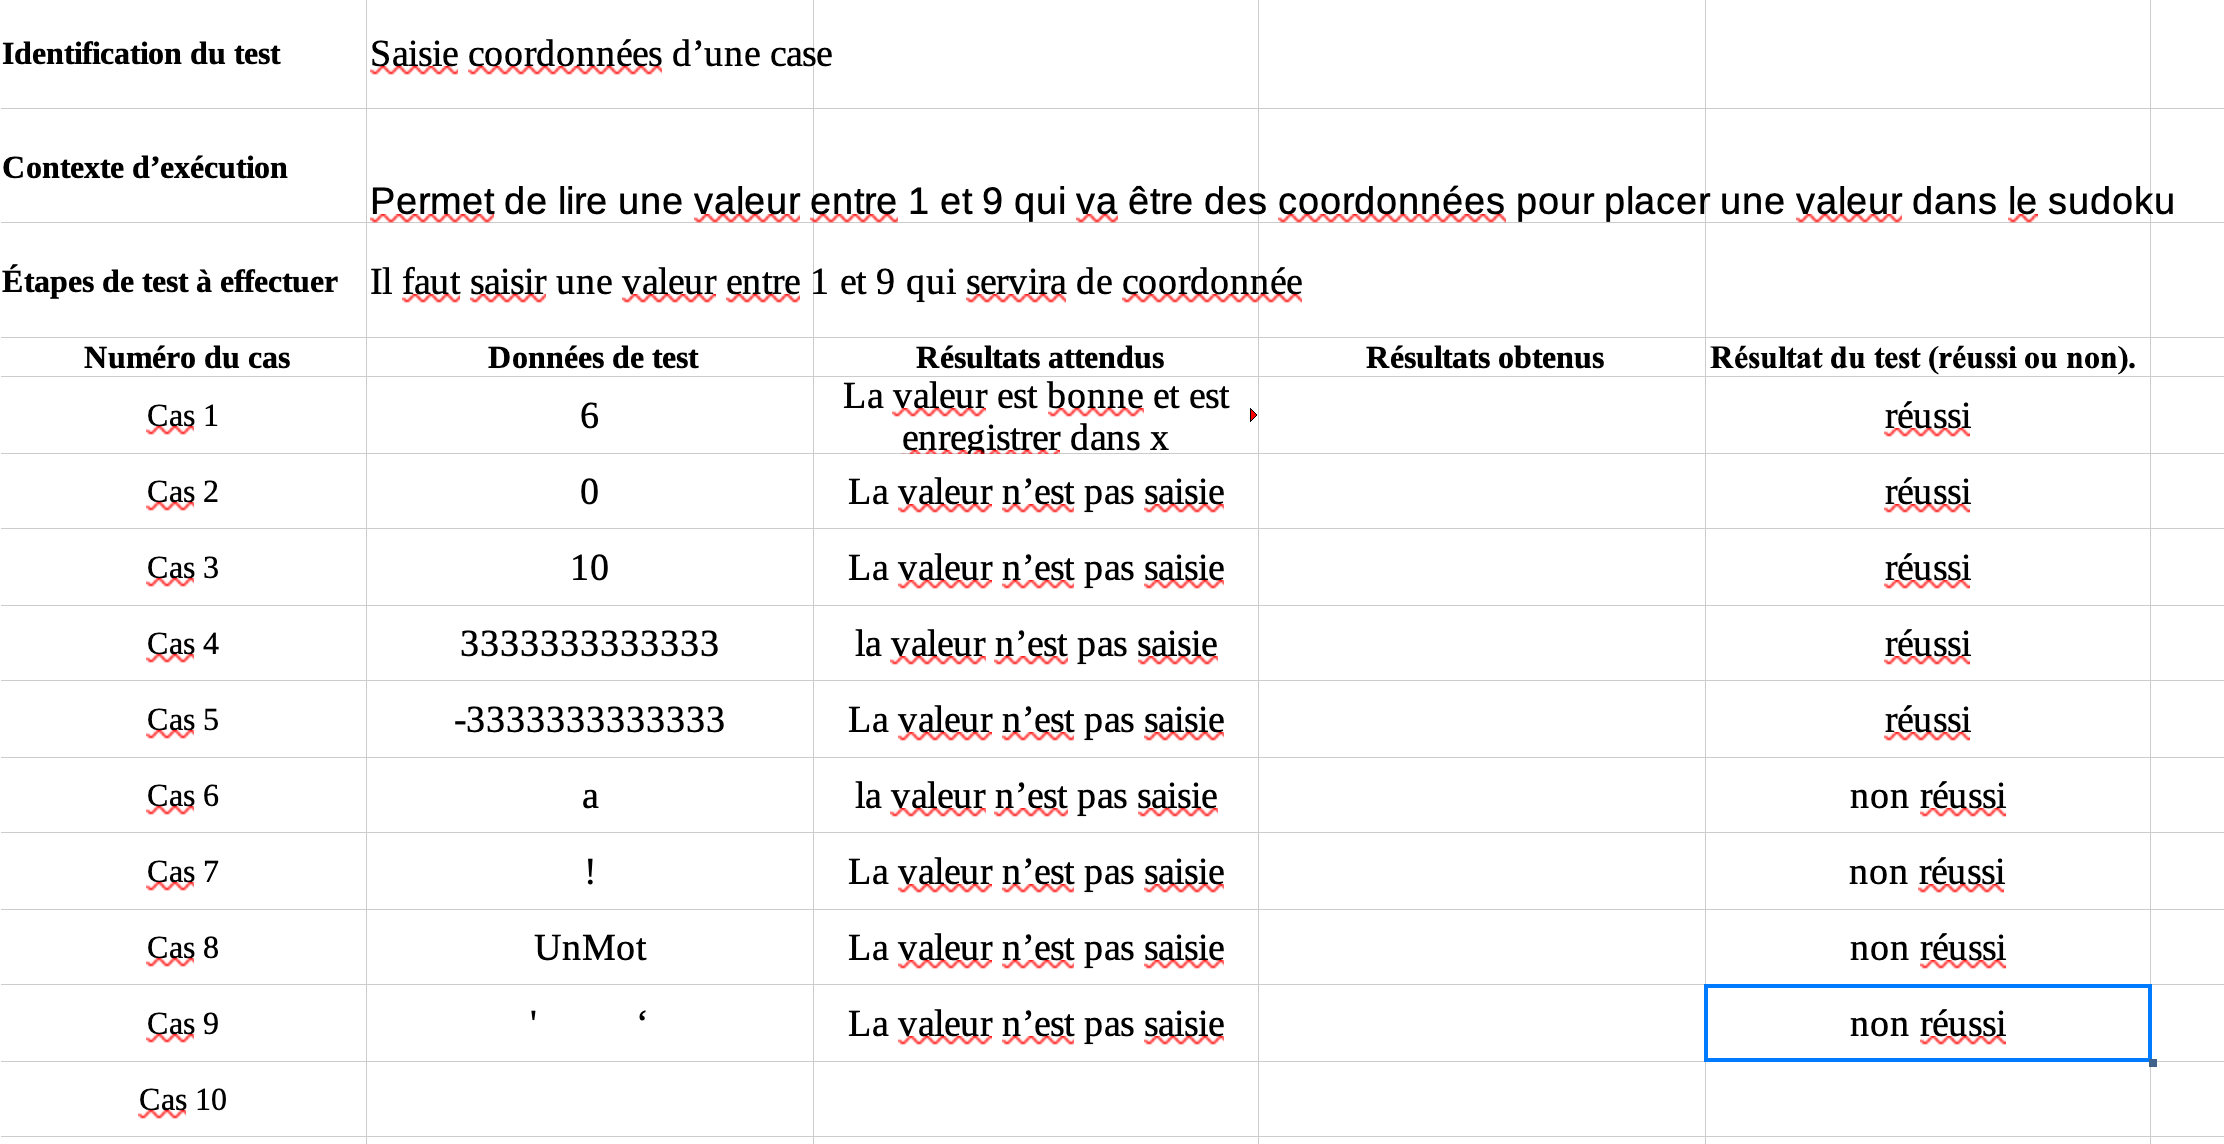 Identification du test Saisie coordonnées d’une case
Contexte d’exécution Permet de lire une valeur entre 1 et 9 qui va être des coordonnées pour placer une valeur dans le sudoku
Étapes de test à effectuer Il faut saisir une valeur entre 1 et 9 qui servira de coordonnée
Numéro du cas Données de test Résultats attendus Résultats obtenus Résultat du test (réussi ou non).
Cas 1 6 La valeur est bonne et est
enregistrer dans x réussi
Cas 2 0 La valeur n’est pas saisie réussi
Cas 3 10 La valeur n’est pas saisie réussi
Cas 4 3333333333333 la valeur n’est pas saisie réussi
Cas 5 -3333333333333 La valeur n’est pas saisie réussi
Cas 6 a la valeur n’est pas saisie non réussi
Cas 7 ! La valeur n’est pas saisie non réussi
Cas 8 UnMot La valeur n’est pas saisie non réussi
Cas 9 ' ‘ La valeur n’est pas saisie non réussi
Cas 10